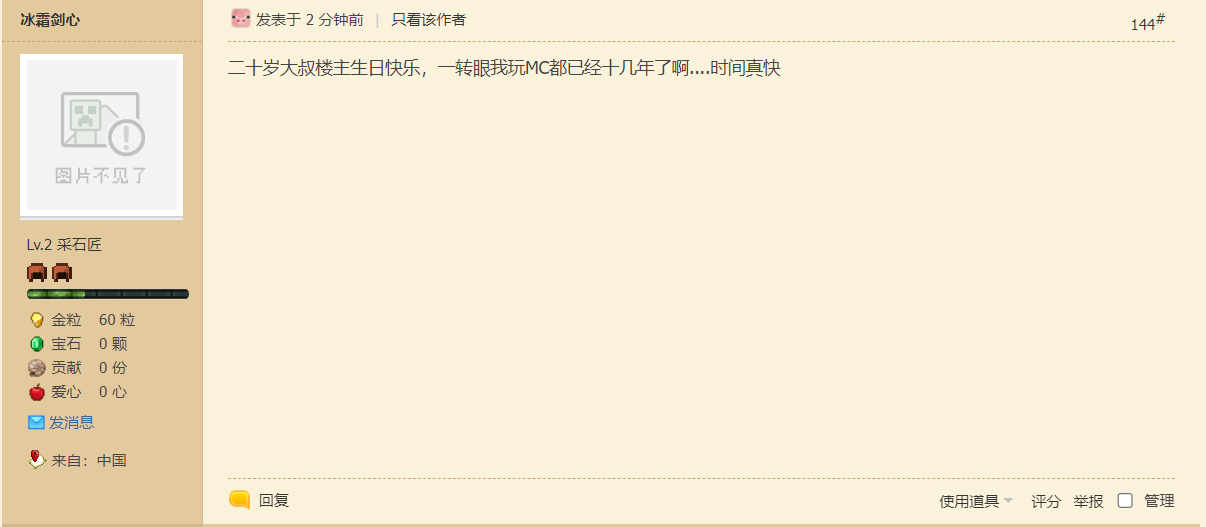 冰霜剑心
发表于 2 分钟前 | 只看该作者
144#
二十岁大叔楼主生日快乐，一转眼我玩MC都已经十几年了啊....时间真快
图片不见了
Lv.2 采石匠
金粒 60 粒
宝石 0 颗
贡献 0 份
爱心 0 心
发消息
来自：中国
回复
使用道具 评分 举报 管理